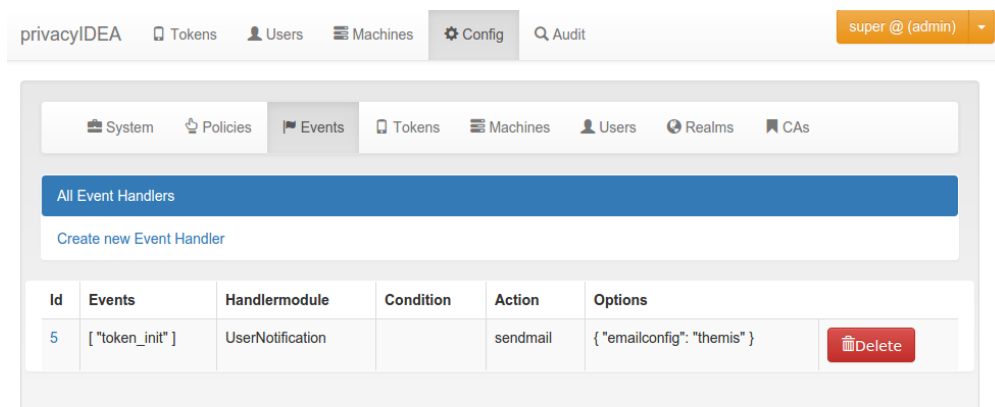 privacyIDEA Tokens Users Machines Config Audit super @ (admin)
System Policies Events Tokens Machines Users Realms CAs
All Event Handlers
Create new Event Handler
Id Events Handlermodule Condition Action Options
5 [ "token_init" ] UserNotification sendmail { "emailconfig": "themis" } Delete